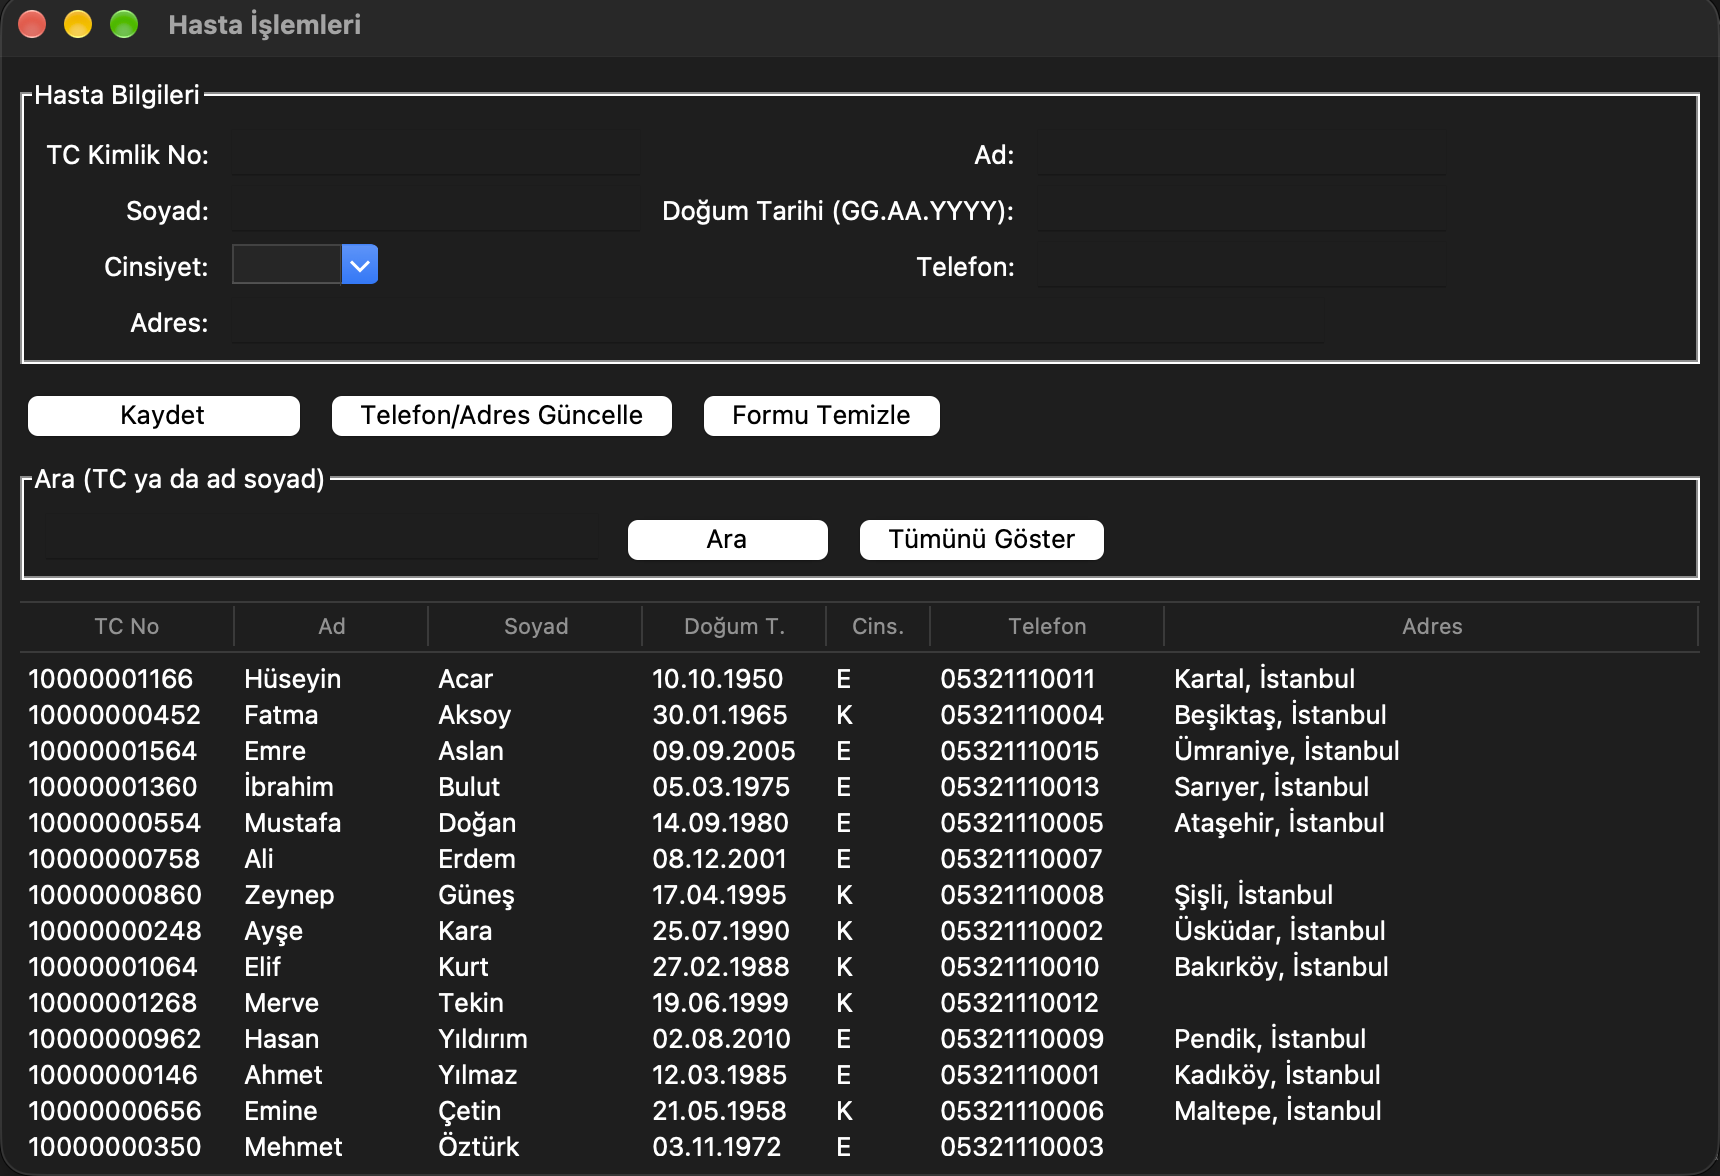 Hasta İşlemleri
Hasta Bilgileri
TC Kimlik No: Ad:
Soyad: Doğum Tarihi (GG.AA.YYYY):
Cinsiyet: Telefon:
Adres:
Kaydet Telefon/Adres Güncelle Formu Temizle
Ara (TC ya da ad soyad)
Ara Tümünü Göster
TC No Ad Soyad Doğum T. Cins. Telefon Adres
10000001166 Hüseyin Acar 10.10.1950 E 05321110011 Kartal, İstanbul
10000000452 Fatma Aksoy 30.01.1965 K 05321110004 Beşiktaş, İstanbul
10000001564 Emre Aslan 09.09.2005 E 05321110015 Ümraniye, İstanbul
10000001360 İbrahim Bulut 05.03.1975 E 05321110013 Sarıyer, İstanbul
10000000554 Mustafa Doğan 14.09.1980 E 05321110005 Ataşehir, İstanbul
10000000758 Ali Erdem 08.12.2001 E 05321110007
10000000860 Zeynep Güneş 17.04.1995 K 05321110008 Şişli, İstanbul
10000000248 Ayşe Kara 25.07.1990 K 05321110002 Üsküdar, İstanbul
10000001064 Elif Kurt 27.02.1988 K 05321110010 Bakırköy, İstanbul
10000001268 Merve Tekin 19.06.1999 K 05321110012
10000000962 Hasan Yıldırım 02.08.2010 E 05321110009 Pendik, İstanbul
10000000146 Ahmet Yılmaz 12.03.1985 E 05321110001 Kadıköy, İstanbul
10000000656 Emine Çetin 21.05.1958 K 05321110006 Maltepe, İstanbul
10000000350 Mehmet Öztürk 03.11.1972 E 05321110003